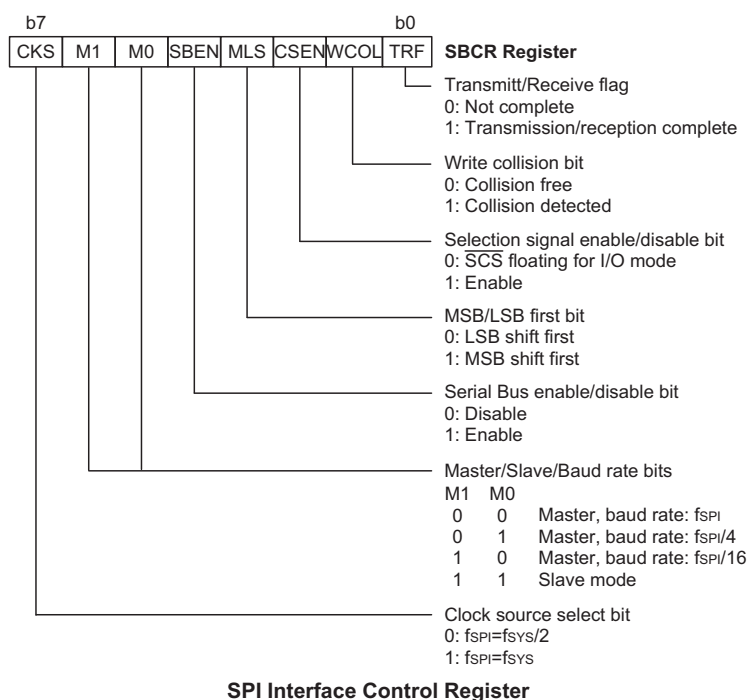 b7 b0
CKS M1 M0 SBEN MLS CSEN WCOL TRF SBCR Register
Transmitt/Receive flag
0: Not complete
1: Transmission/reception complete
Write collision bit
0: Collision free
1: Collision detected
Selection signal enable/disable bit
0: SCS floating for I/O mode
1: Enable
MSB/LSB first bit
0: LSB shift first
1: MSB shift first
Serial Bus enable/disable bit
0: Disable
1: Enable
Master/Slave/Baud rate bits
M1 M0
0 0 Master, baud rate: fSPI
0 1 Master, baud rate: fSPI/4
1 0 Master, baud rate: fSPI/16
1 1 Slave mode
Clock source select bit
0: fSPI=fSYS/2
1: fSPI=fSYS
SPI Interface Control Register